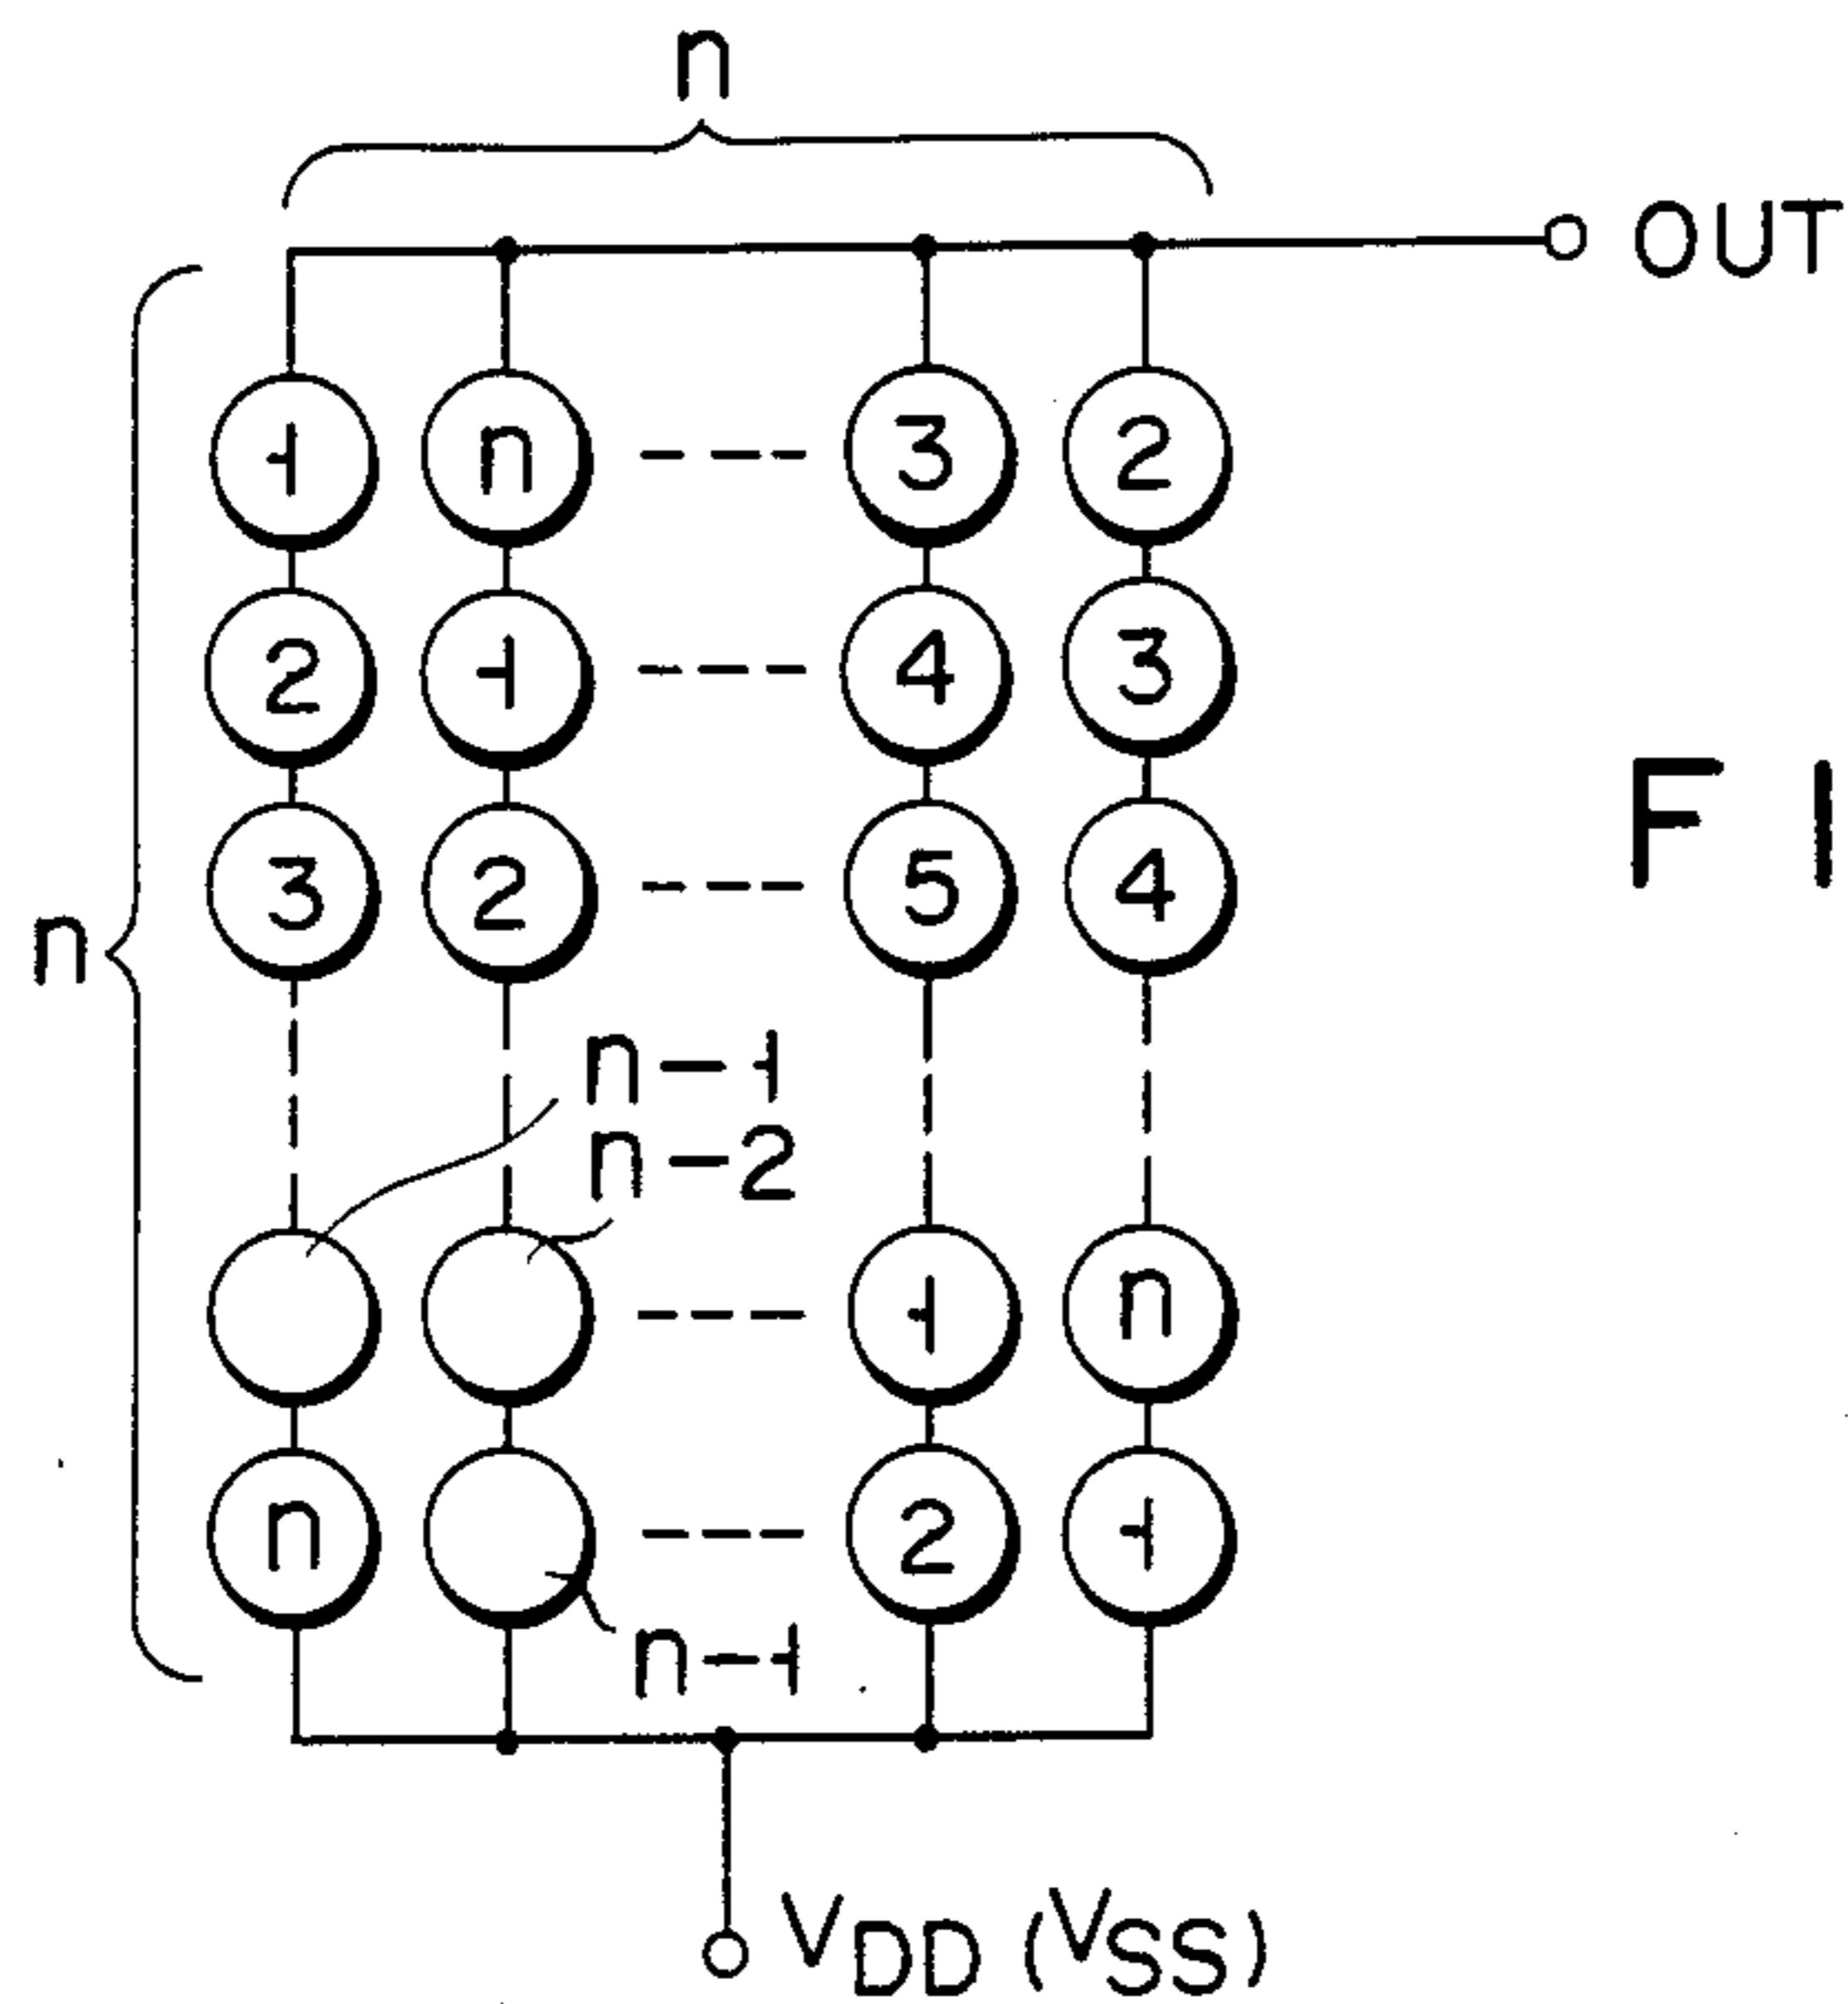 n
OUT
1 n --- 3 2
2 1 --- 4 3
F I
3 2 --- 5 4
n
n-1
n-2
--- 1 n
n --- 2 1
n-1
VDD (VSS)